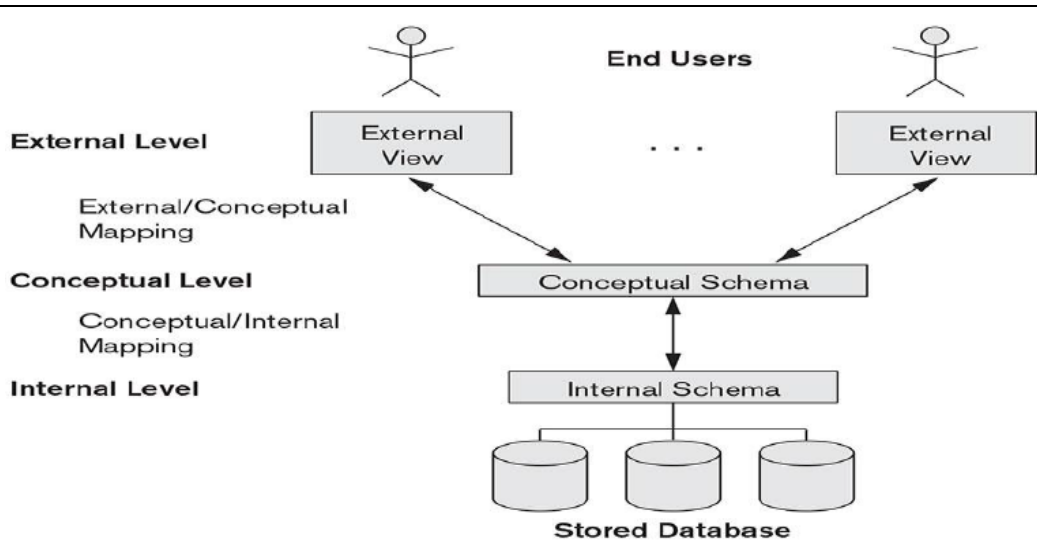 End Users
External Level
External
View
. . .
External
View
External/Conceptual
Mapping
Conceptual Level
Conceptual Schema
Conceptual/Internal
Mapping
Internal Level
Internal Schema
Stored Database